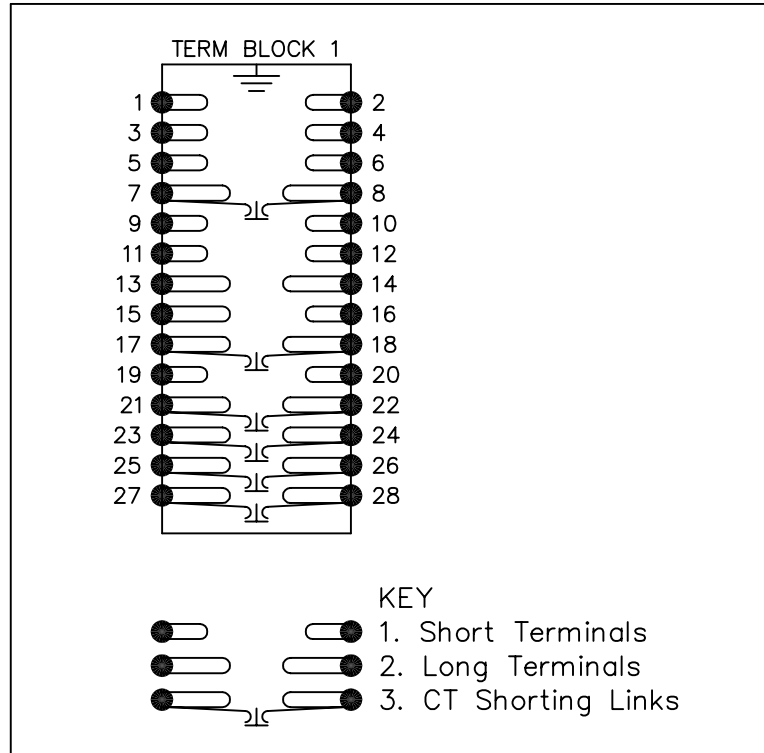 TERM BLOCK 1
1 2
3 4
5 6
7 8
9 10
11 12
13 14
15 16
17 18
19 20
21 22
23 24
25 26
27 28
KEY
1. Short Terminals
2. Long Terminals
3. CT Shorting Links